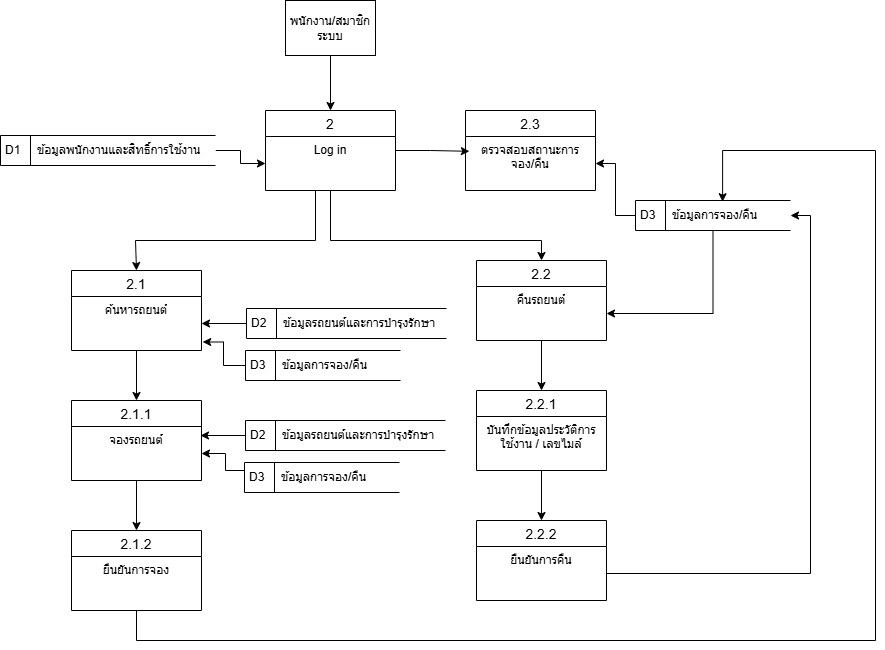 พนักงาน/สมาชิก
ระบบ
2
Log in
2.3
ตรวจสอบสถานะการ
จอง/คืน
D1 ข้อมูลพนักงานและสิทธิ์การใช้งาน
D3 ข้อมูลการจอง/คืน
2.1
ค้นหารถยนต์
2.2
คืนรถยนต์
D2 ข้อมูลรถยนต์และการบำรุงรักษา
D3 ข้อมูลการจอง/คืน
2.1.1
จองรถยนต์
2.2.1
บันทึกข้อมูลประวัติการ
ใช้งาน / เลขไมล์
D2 ข้อมูลรถยนต์และการบำรุงรักษา
D3 ข้อมูลการจอง/คืน
2.1.2
ยืนยันการจอง
2.2.2
ยืนยันการคืน